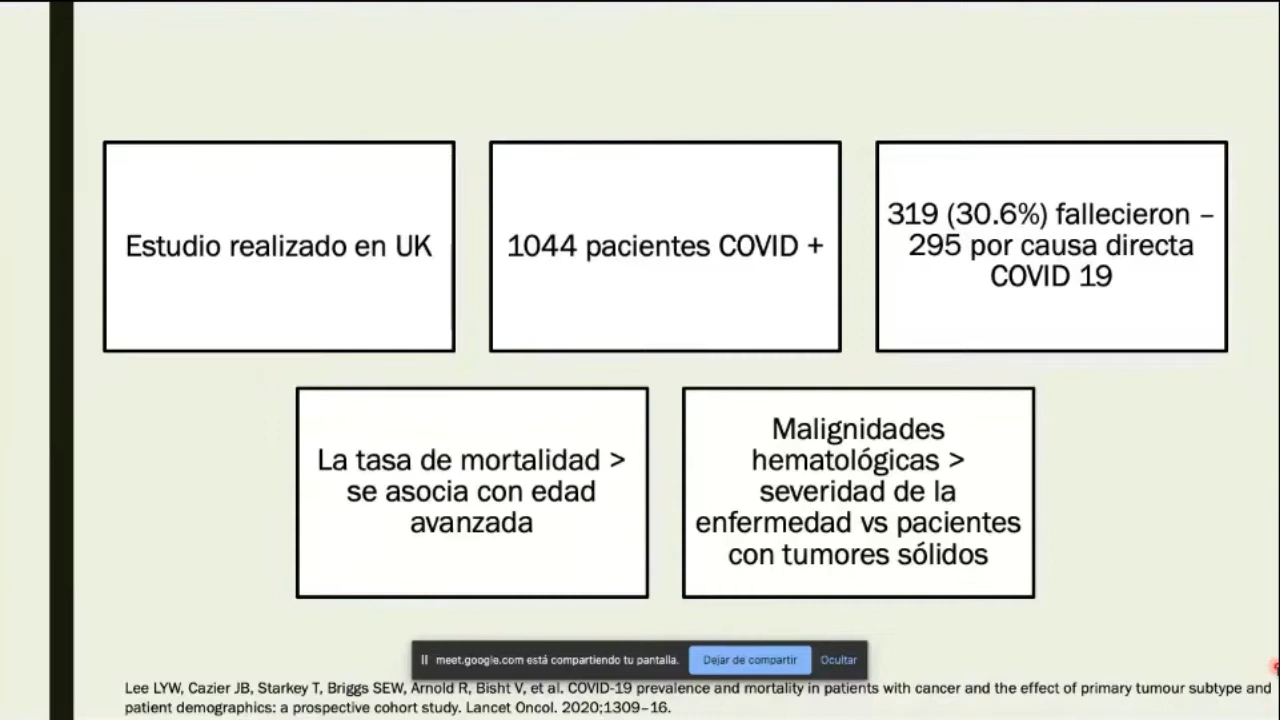 Estudio realizado en UK
1044 pacientes COVID +
319 (30.6%) fallecieron –
295 por causa directa
COVID 19
La tasa de mortalidad >
se asocia con edad
avanzada
Malignidades
hematológicas >
severidad de la
enfermedad vs pacientes
con tumores sólidos
meet.google.com está compartiendo tu pantalla.
Dejar de compartir
Ocultar
Lee LYW, Cazier JB, Starkey T, Briggs SEW, Arnold R, Bisht V, et al. COVID-19 prevalence and mortality in patients with cancer and the effect of primary tumour subtype and
patient demographics: a prospective cohort study. Lancet Oncol. 2020;1309–16.